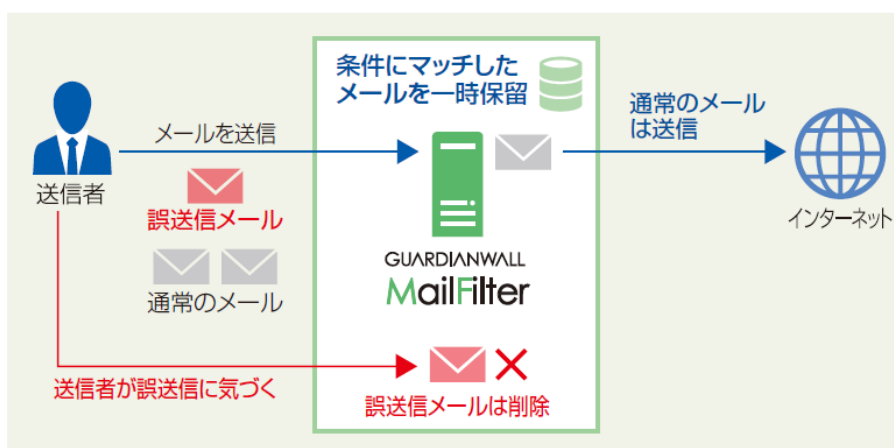 条件にマッチした
メールを一時保留
通常のメール
は送信
メールを送信
送信者
インターネット
誤送信メール
GUARDIANWALL
MailFilter
通常のメール
送信者が誤送信に気づく
誤送信メールは削除